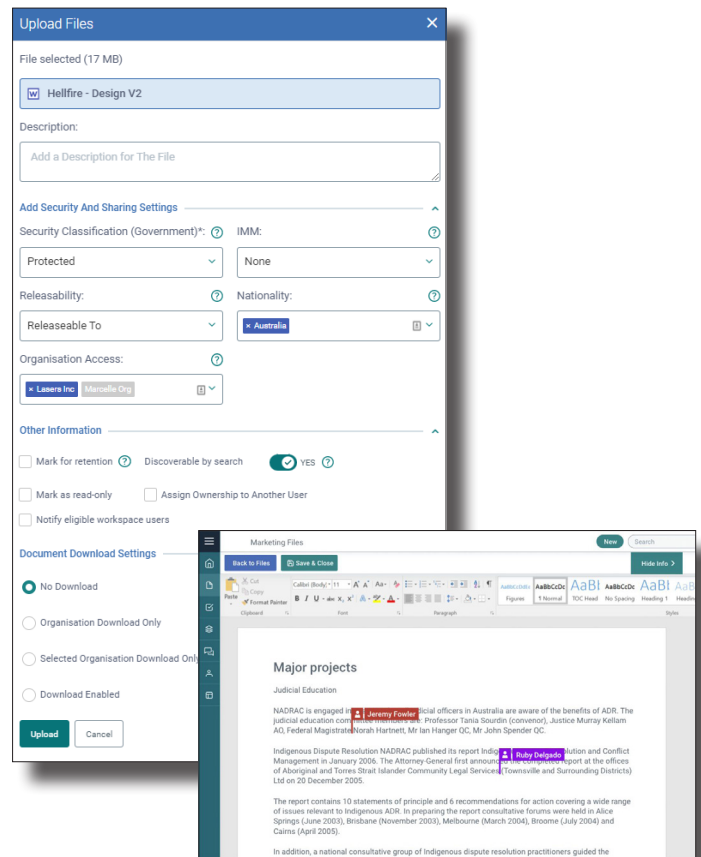 Upload Files
File selected (17 MB)
W Hellfire - Design V2
Description:
Add a Description for The File
Add Security And Sharing Settings
Security Classification (Government)*: ? IMM: ?
Protected None
Releasability: ? Nationality: ?
Releaseable To × Australia
Organisation Access: ?
× Lasers Inc Marcelle Org
Other Information
Mark for retention ? Discoverable by search YES ?
Mark as read-only Assign Ownership to Another User
Notify eligible workspace users
Document Download Settings
No Download
Organisation Download Only
Selected Organisation Download Only
Download Enabled
Upload Cancel
Marketing Files New Search
Back to Files Save & Close Hide Info
Cut
Copy
Paste Format Painter
Calibri (Body) 11
B I U abc
AaBbCcDc AaBbCcDc AaBl AaBbCcDc AaBl AaB
Figures ¶ Normal TOC Head No Spacing Heading 1 Heading
Clipboard Font Paragraph Styles
Major projects
Judicial Education
NADRAC is engaged in Jeremy Fowler dicial officers in Australia are aware of the benefits of ADR. The
judicial education committee members are: Professor Tania Sourdin (convenor), Justice Murray Kellam
AO, Federal Magistrate Norah Hartnett, Mr Ian Hanger QC, Mr John Spender QC.
Indigenous Dispute Resolution NADRAC published its report Indig Ruby Delgado lution and Conflict
Management in January 2006. The Attorney-General first announced the completed report at the offices
of Aboriginal and Torres Strait Islander Community Legal Services (Townsville and Surrounding Districts)
Ltd on 20 December 2005.
The report contains 10 statements of principle and 6 recommendations for action covering a wide range
of issues relevant to Indigenous ADR. In preparing the report consultative forums were held in Alice
Springs (June 2003), Brisbane (November 2003), Melbourne (March 2004), Broome (July 2004) and
Cairns (April 2005).
In addition, a national consultative group of Indigenous dispute resolution practitioners guided the